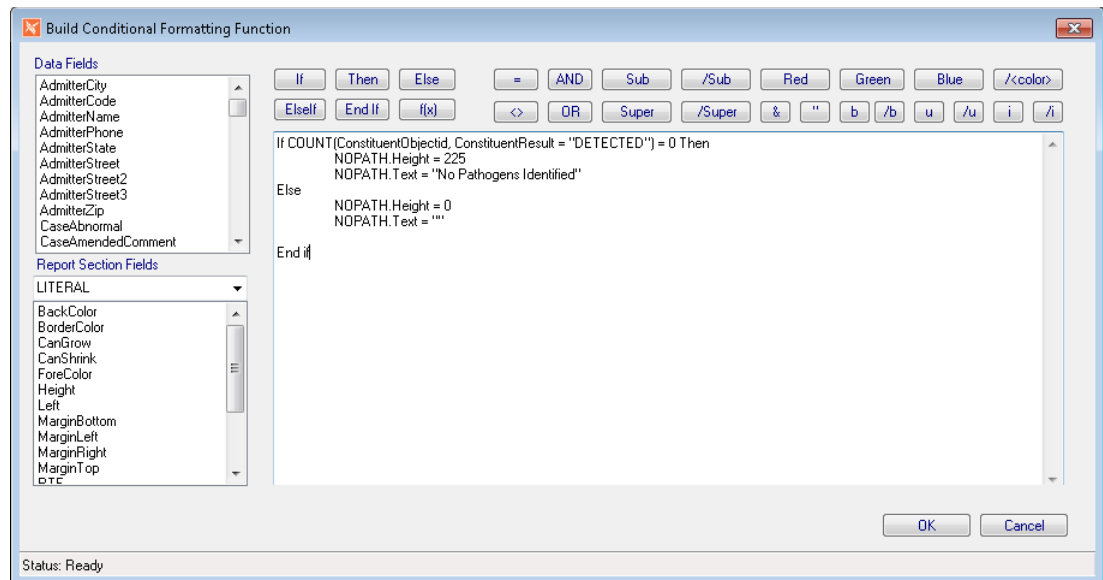 Build Conditional Formatting Function
Data Fields
AdmitterCity
AdmitterCode
AdmitterName
AdmitterPhone
AdmitterState
AdmitterStreet
AdmitterStreet2
AdmitterStreet3
AdmitterZip
CaseAbnormal
CaseAmendedComment
Report Section Fields
LITERAL
BackColor
BorderColor
CanGrow
CanShrink
ForeColor
Height
Left
MarginBottom
MarginLeft
MarginRight
MarginTop
RTF
If Then Else = AND Sub /Sub Red Green Blue /<color>
ElseIf End If f(x) <> OR Super /Super & " b /b u /u i /i
If COUNT(ConstituentObjectid, ConstituentResult = "DETECTED") = 0 Then
NOPATH.Height = 225
NOPATH.Text = "No Pathogens Identified"
Else
NOPATH.Height = 0
NOPATH.Text = ""
End if
OK Cancel
Status: Ready